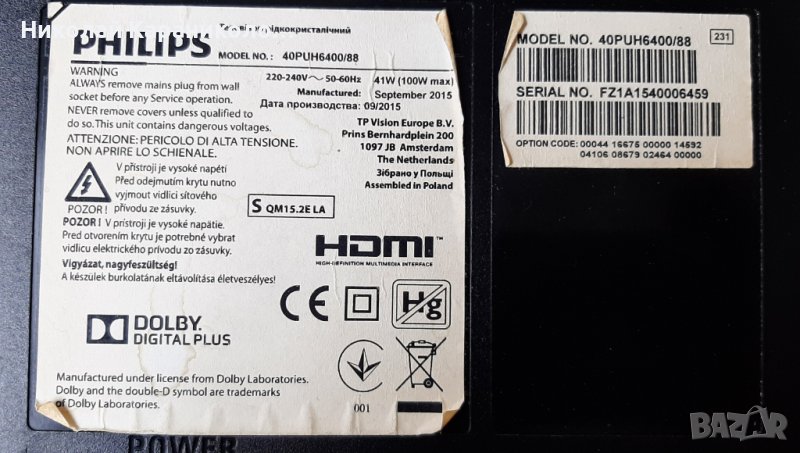 Николай
PHILIPS
MODEL NO. : 40PUH6400/88
WARNING
220-240V～ 50-60Hz 41W (100W max)
ALWAYS remove mains plug from wall
socket before any Service operation.
Manufactured: September 2015
NEVER remove covers unless qualified to
Дата производства: 09/2015
do so. This unit contains dangerous voltages.
TP Vision Europe B.V.
Prins Bernhardplein 200
ATTENZIONE: PERICOLO DI ALTA TENSIONE.
NON APRIRE LO SCHIENALE.
1097 JB Amsterdam
The Netherlands
Зібрано у Польщі
Assembled in Poland
V přístroji je vysoké napětí
Před odejmutím krytu nutno
vyjmout vidlici síťového
POZOR ! přívodu ze zásuvky.
S QM15.2E LA
POZOR ! V prístroji je vysoké napätie.
Pred otvorením krytu je potrebné vybrat
vidlicu elektrického prívodu zo zásuvky.
HDMI
HIGH-DEFINITION MULTIMEDIA INTERFACE
Vigyázat, nagyfeszültség!
A készülek burkolatának eltávolítása életveszélyes!
CE
Hg
DOLBY.
DIGITAL PLUS
Manufactured under license from Dolby Laboratories.
Dolby and the double-D symbol are trademarks
of Dolby Laboratories.
001
POWER
MODEL NO. 40PUH6400/88
231
SERIAL NO. FZ1A1540006459
OPTION CODE: 00044 16675 00000 14592
04106 08679 02464 00000
BAZAR